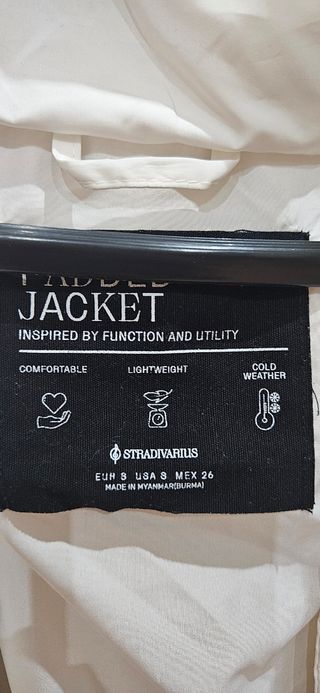 PADDED
JACKET
INSPIRED BY FUNCTION AND UTILITY
COMFORTABLE
LIGHTWEIGHT
COLD
WEATHER
STRADIVARIUS
EUR S USA S MEX 26
MADE IN MYANMAR(BURMA)